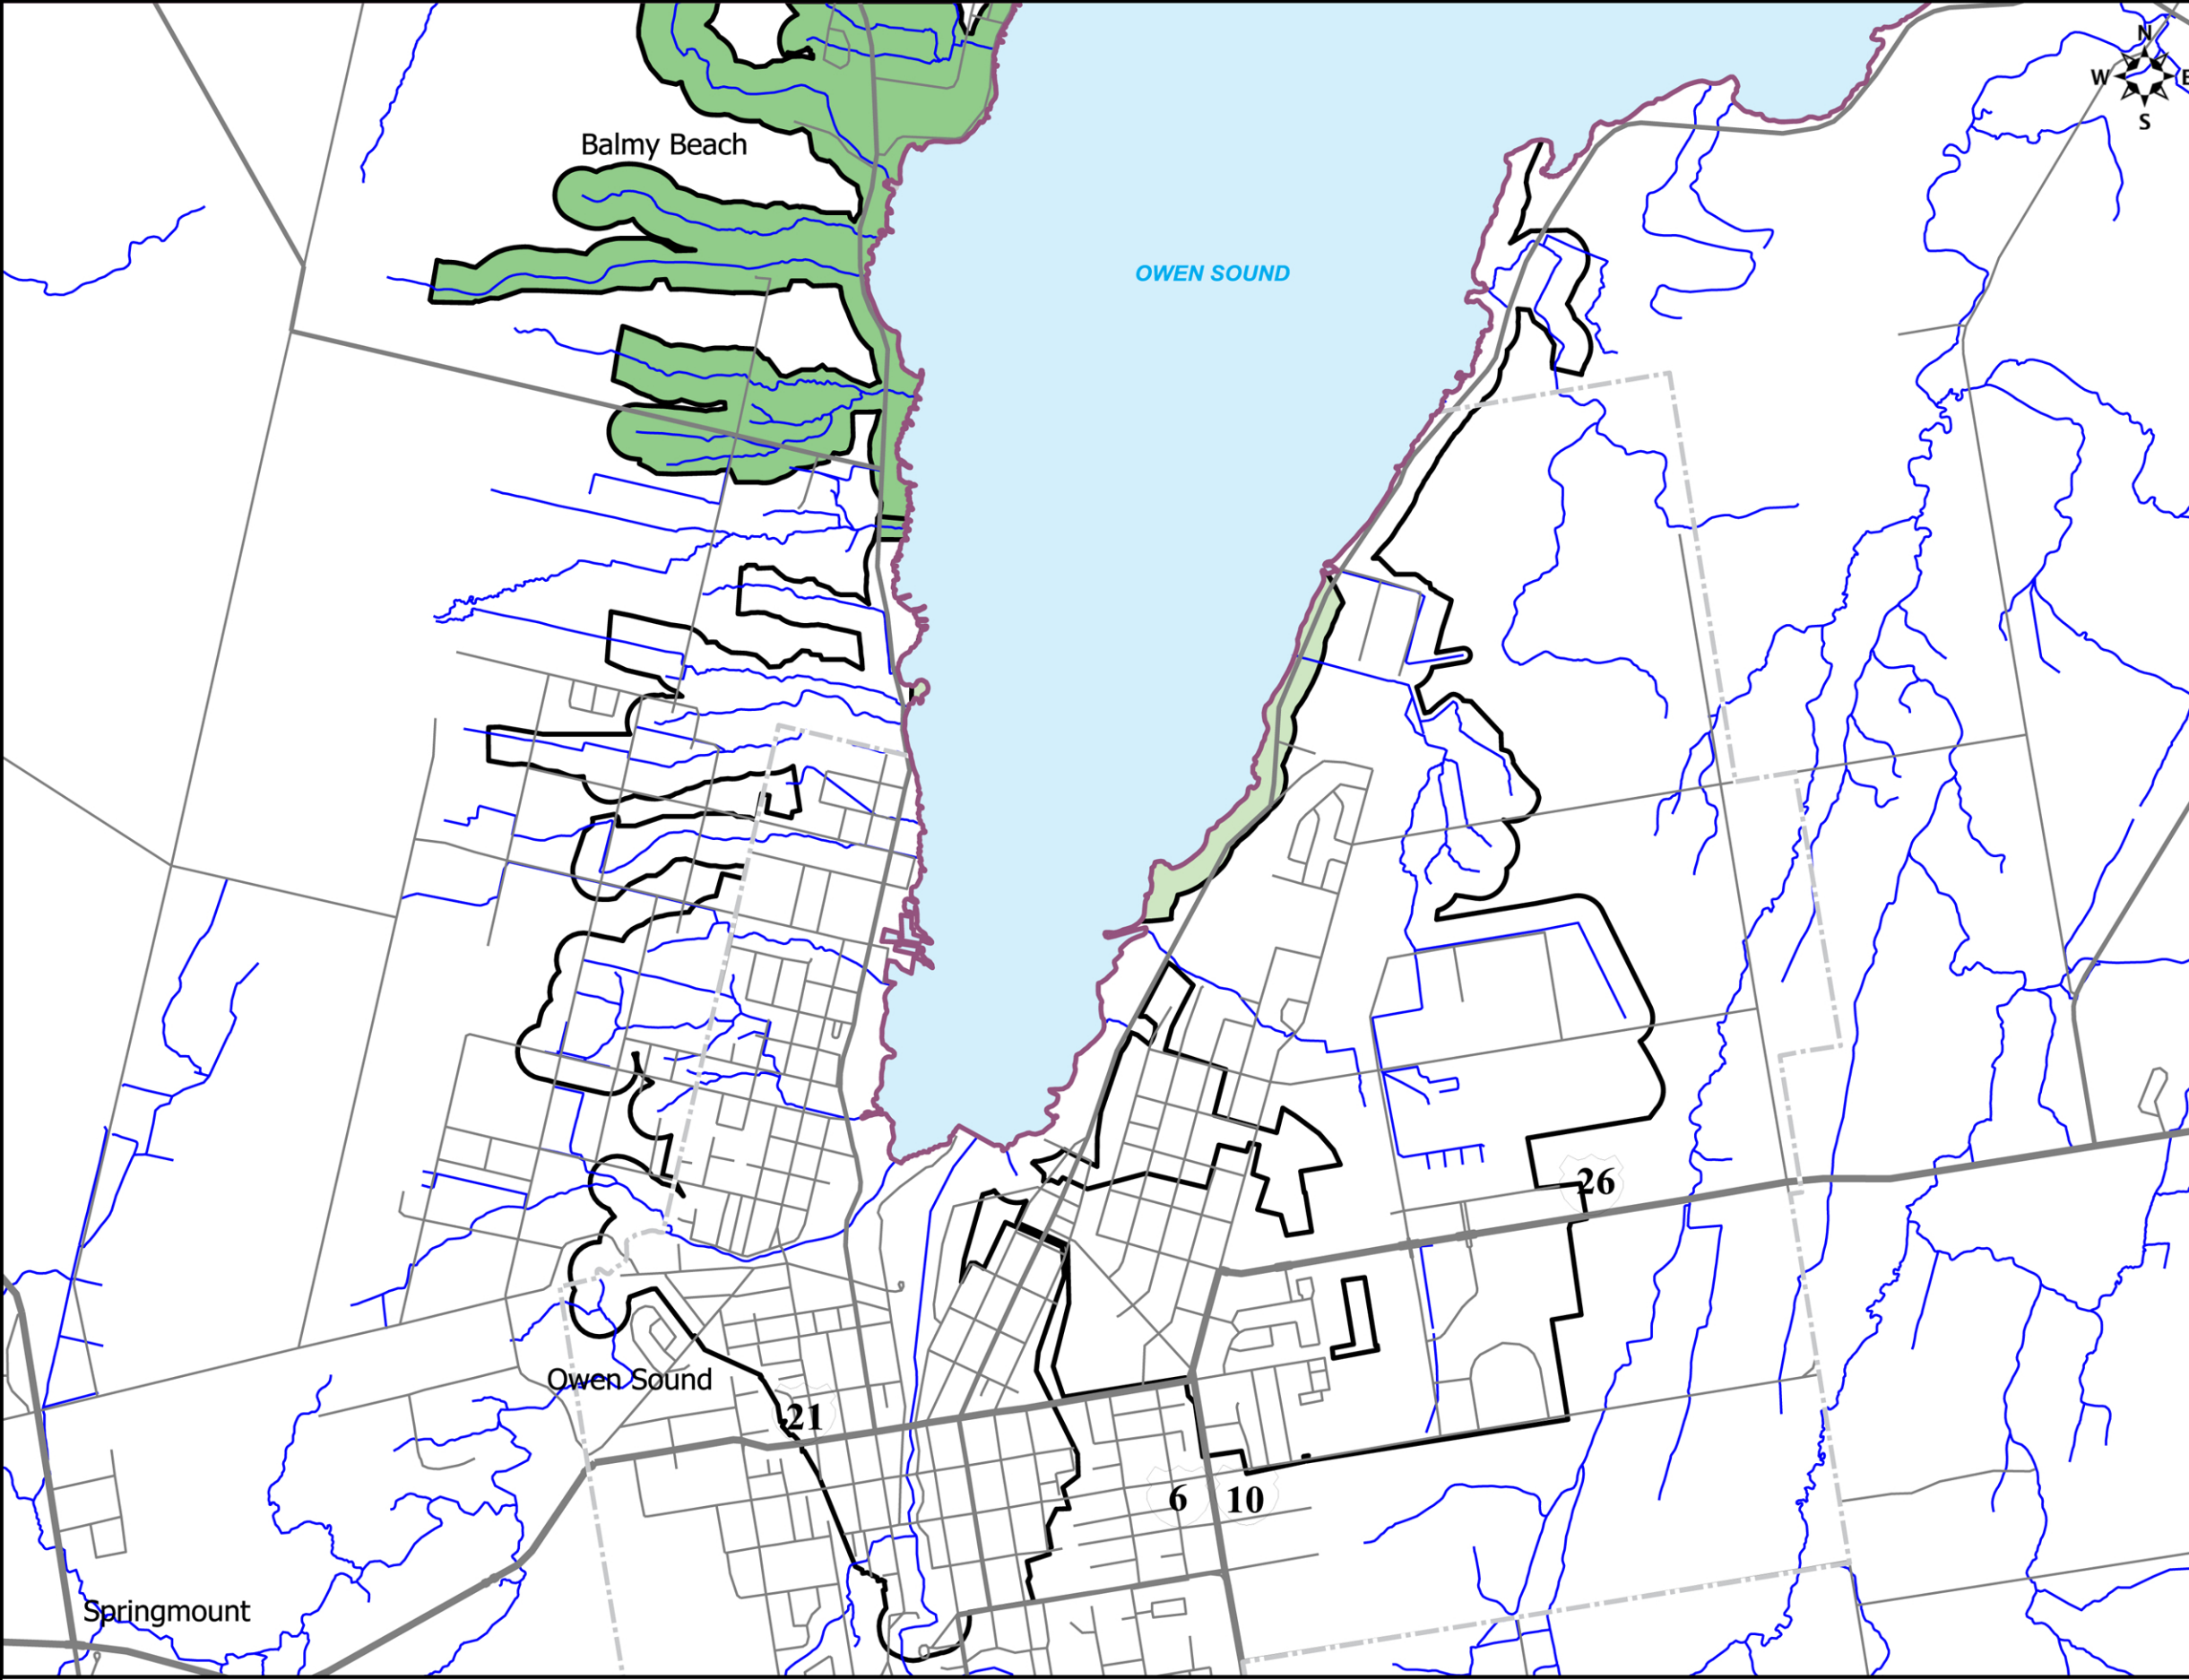 N
W E
S
Balmy Beach
OWEN SOUND
26
Owen Sound
21
6 10
Springmount